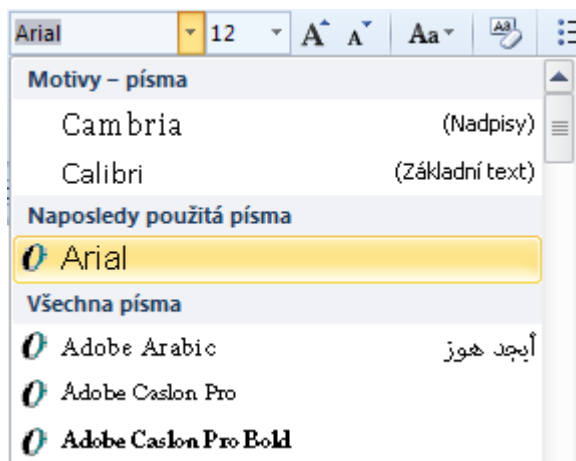 Arial 12 A A Aa AB
Motivy – písma
Cambria (Nadpisy)
Calibri (Základní text)
Naposledy použitá písma
Arial
Všechna písma
Adobe Arabic أبجد هوز
Adobe Caslon Pro
Adobe Caslon Pro Bold